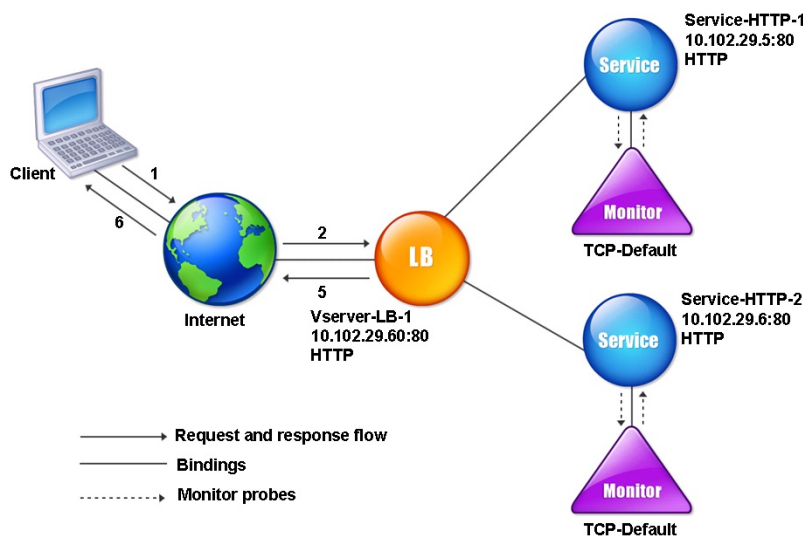 Service-HTTP-1
10.102.29.5:80
HTTP
Service
Client
1
6
Monitor
TCP-Default
2
LB
5
Internet
Vserver-LB-1
10.102.29.60:80
HTTP
Service-HTTP-2
10.102.29.6:80
HTTP
Service
Request and response flow
Bindings
Monitor probes
Monitor
TCP-Default